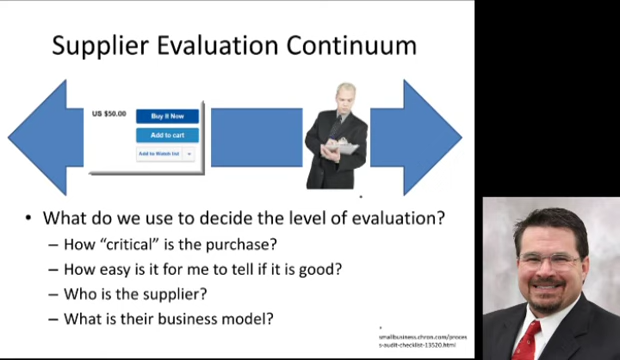 Supplier Evaluation Continuum
US $50.00
Buy It Now
Add to cart
Add to Watch list
• What do we use to decide the level of evaluation?
– How “critical” is the purchase?
– How easy is it for me to tell if it is good?
– Who is the supplier?
– What is their business model?
smallbusiness.chron.com/proces
s-audit-checklist-13520.html